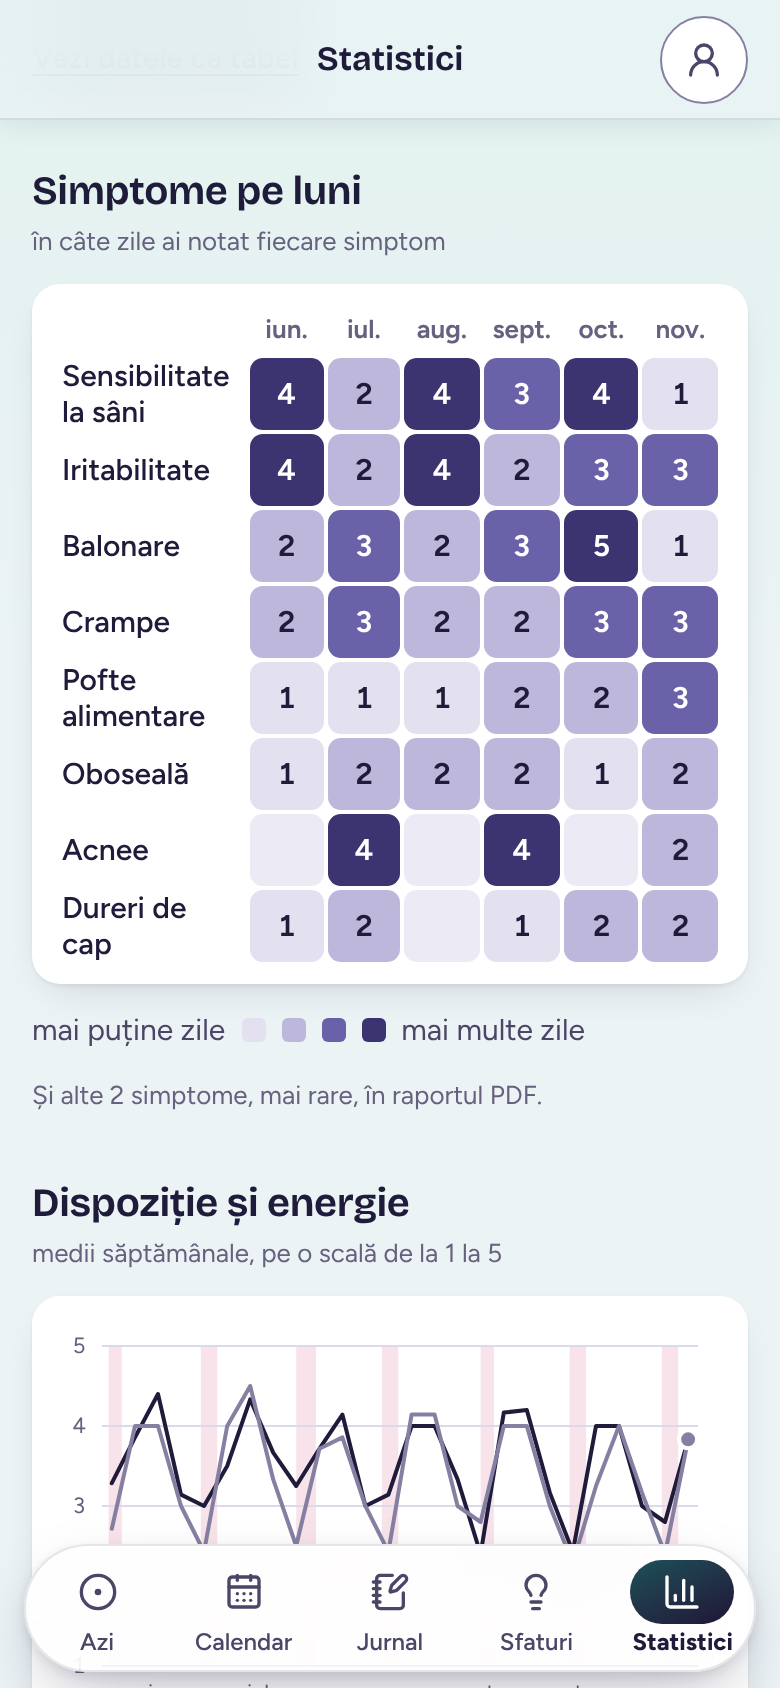 Vezi datele ca tabel
Statistici
Simptome pe luni
în câte zile ai notat fiecare simptom
iun. iul. aug. sept. oct. nov.
Sensibilitate la sâni 4 2 4 3 4 1
Iritabilitate 4 2 4 2 3 3
Balonare 2 3 2 3 5 1
Crampe 2 3 2 2 3 3
Pofte alimentare 1 1 1 2 2 3
Oboseală 1 2 2 2 1 2
Acnee 4 4 2
Dureri de cap 1 2 1 2 2
mai puține zile mai multe zile
Și alte 2 simptome, mai rare, în raportul PDF.
Dispoziție și energie
medii săptămânale, pe o scală de la 1 la 5
5
4
3
1
Azi Calendar Jurnal Sfaturi Statistici